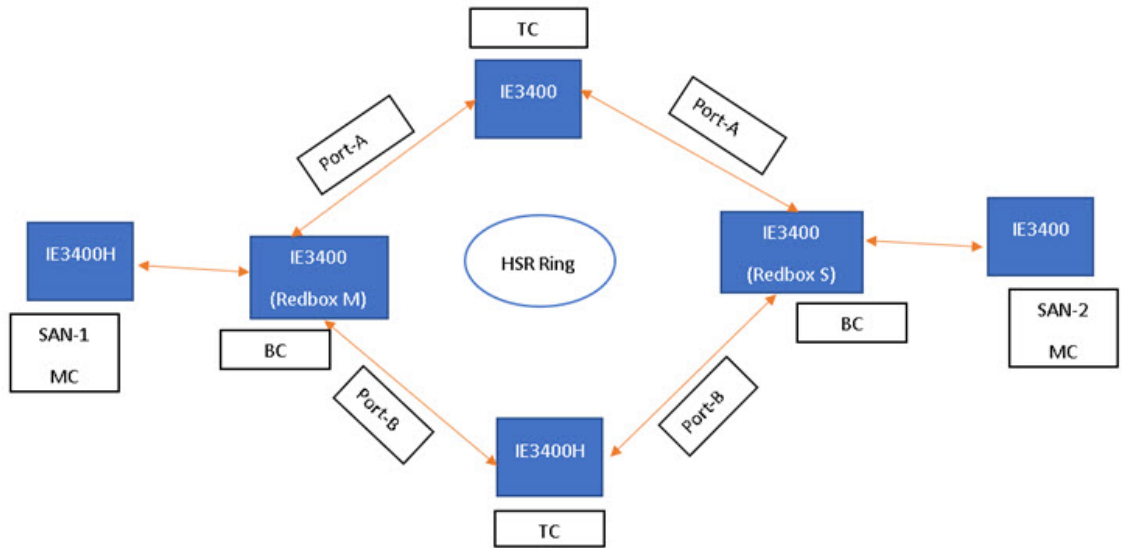 TC
IE3400
Port-A
Port-A
IE3400H
SAN-1
MC
IE3400
(Redbox M)
BC
HSR Ring
IE3400
(Redbox S)
BC
IE3400
SAN-2
MC
Port-B
Port-B
IE3400H
TC